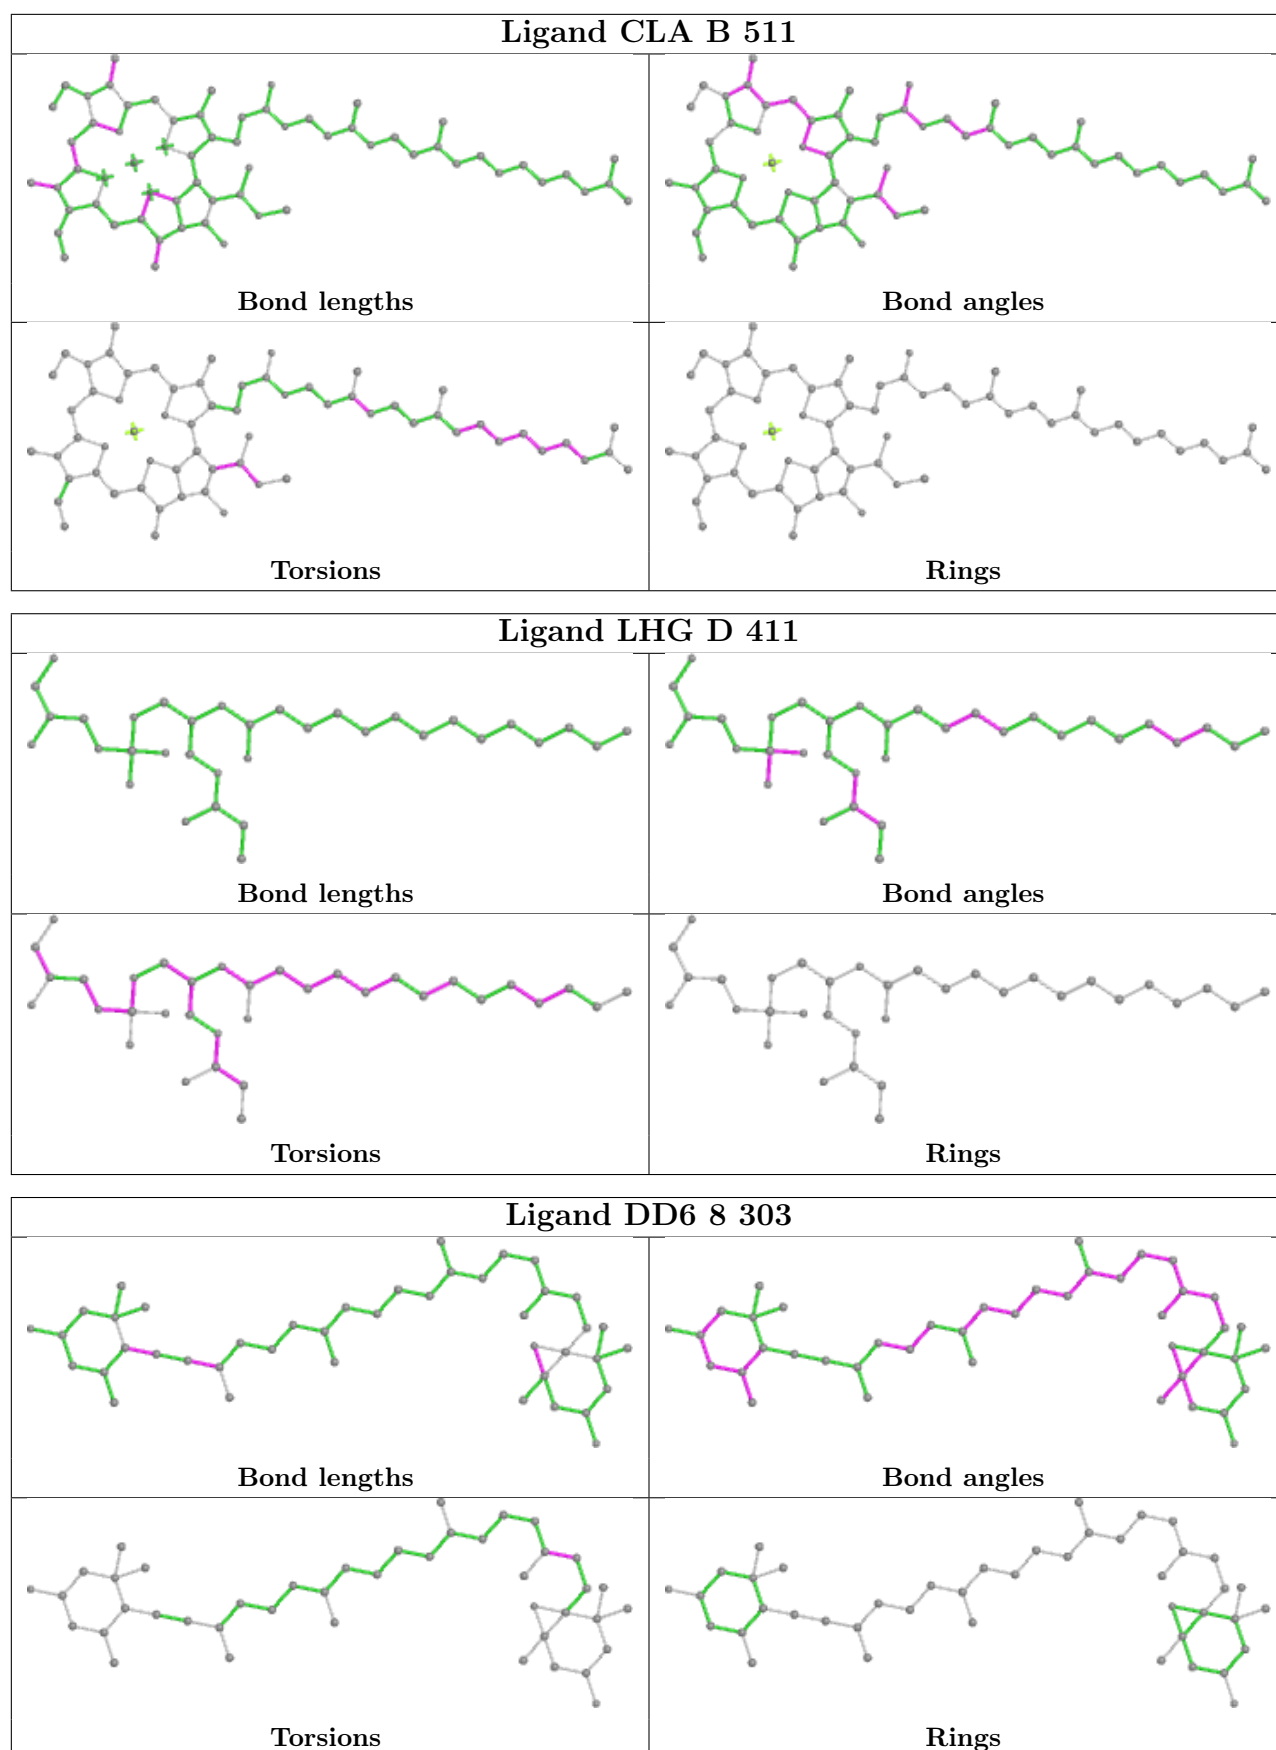 Ligand CLA B 511
Bond lengths
Bond angles
Torsions
Rings
Ligand LHG D 411
Bond lengths
Bond angles
Torsions
Rings
Ligand DD6 8 303
Bond lengths
Bond angles
Torsions
Rings